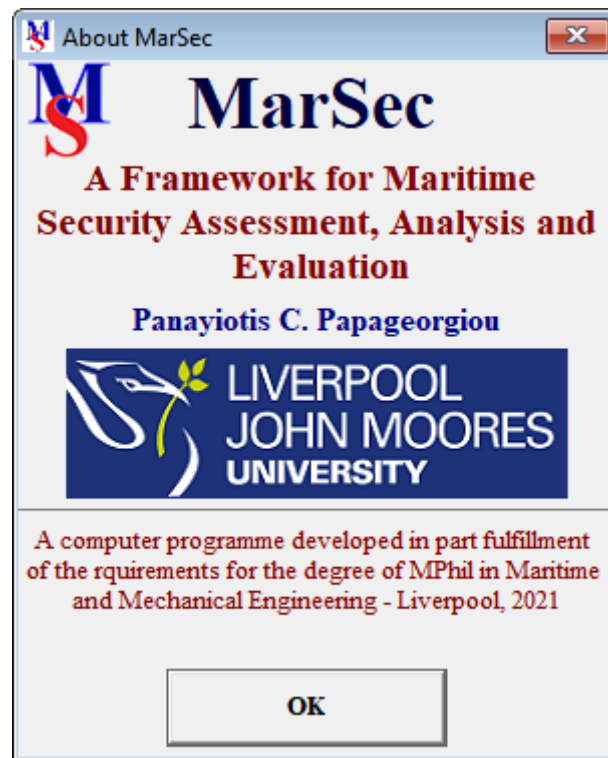 About MarSec
MS
MarSec
A Framework for Maritime
Security Assessment, Analysis and
Evaluation
Panayiotis C. Papageorgiou
LIVERPOOL
JOHN MOORES
UNIVERSITY
A computer programme developed in part fulfillment
of the rquirements for the degree of MPhil in Maritime
and Mechanical Engineering - Liverpool, 2021
OK